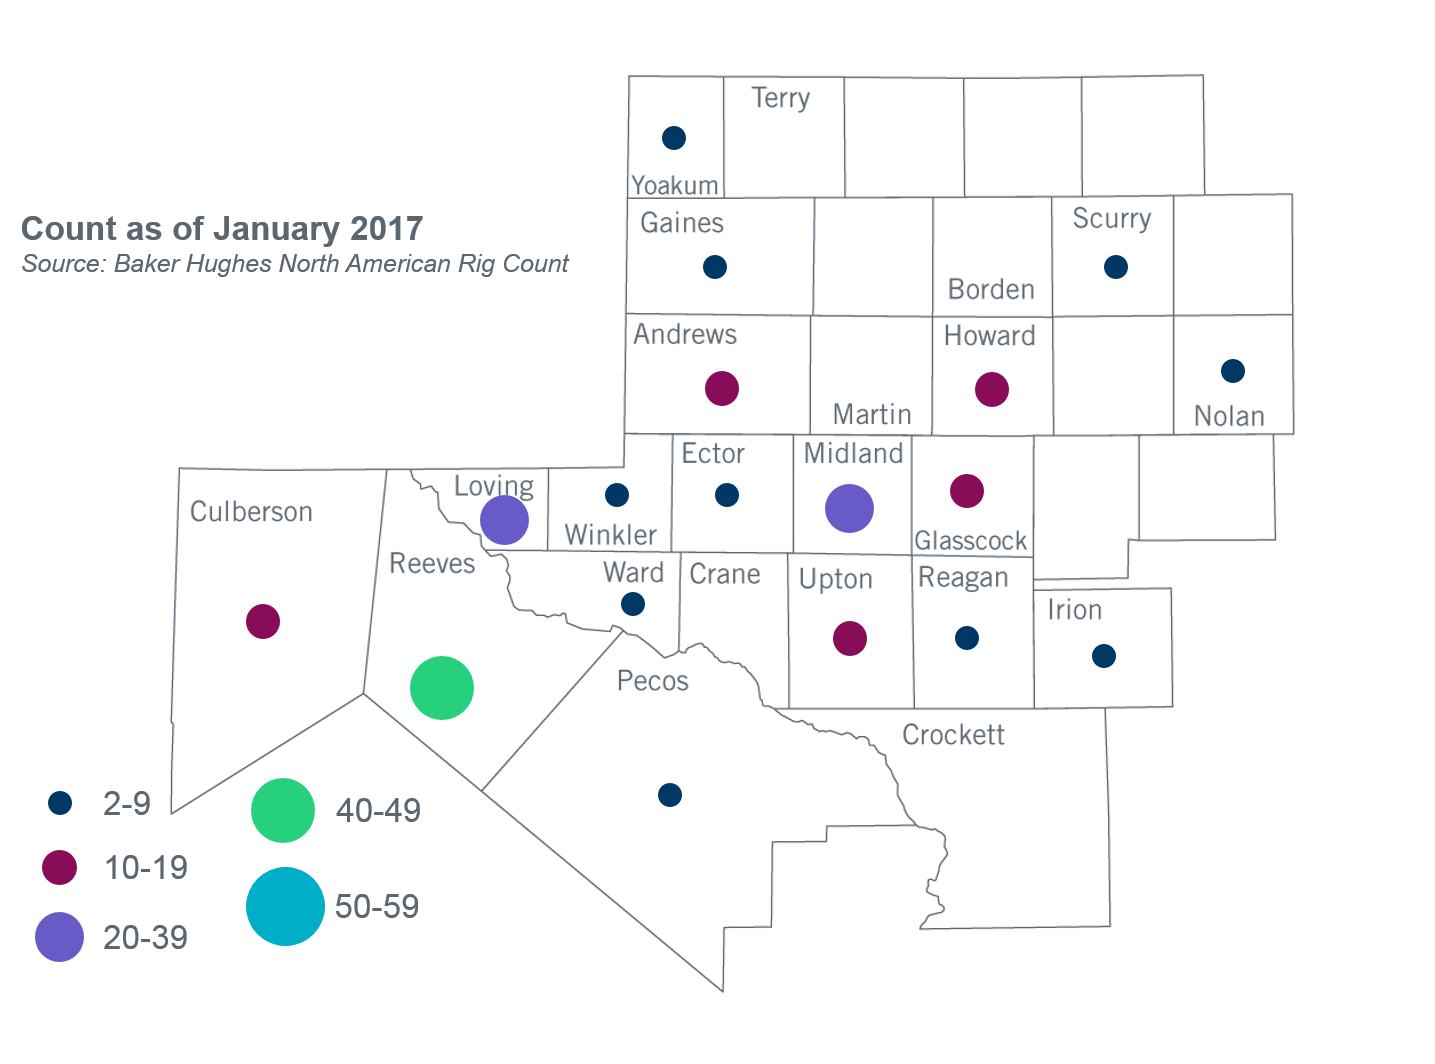 Terry
Yoakum
Count as of January 2017
Source: Baker Hughes North American Rig Count
Gaines
Scurry
Borden
Andrews
Howard
Martin
Nolan
Ector
Midland
Loving
Culberson
Winkler
Glasscock
Reeves
Ward
Crane
Upton
Reagan
Irion
Pecos
Crockett
2-9
40-49
10-19
50-59
20-39